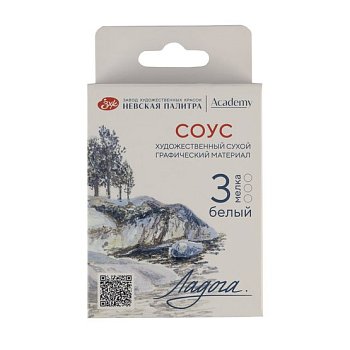 ЗАВОД ХУДОЖЕСТВЕННЫХ КРАСОК
НЕВСКАЯ ПАЛИТРА
Academy
СОУС
ХУДОЖЕСТВЕННЫЙ СУХОЙ
ГРАФИЧЕСКИЙ МАТЕРИАЛ
3 мелка
белый
Ладога